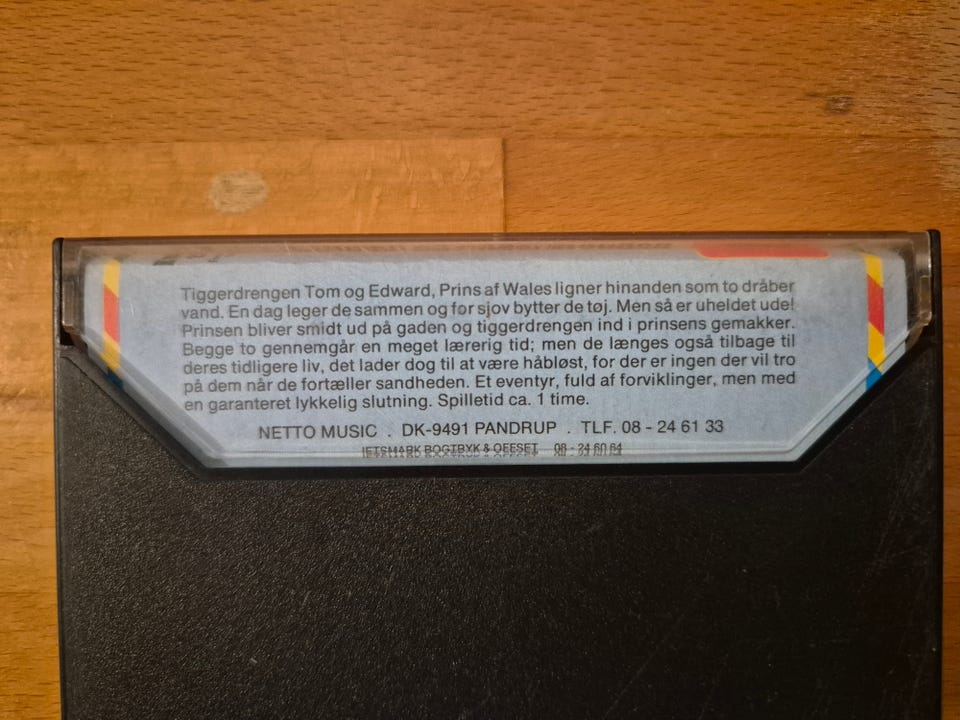 Tiggerdrengen Tom og Edward, Prins af Wales ligner hinanden som to dråber
vand. En dag leger de sammen og for sjov bytter de tøj. Men så er uheldet ude!
Prinsen bliver smidt ud på gaden og tiggerdrengen ind i prinsens gemakker.
Begge to gennemgår en meget lærerig tid; men de længes også tilbage til
deres tidligere liv, det lader dog til at være håbløst, for der er ingen der vil tro
på dem når de fortæller sandheden. Et eventyr, fuld af forviklinger, men med
en garanteret lykkelig slutning. Spilletid ca. 1 time.
NETTO MUSIC . DK-9491 PANDRUP . TLF. 08 - 24 61 33
JETSMARK BOGTRYK & OFFSET